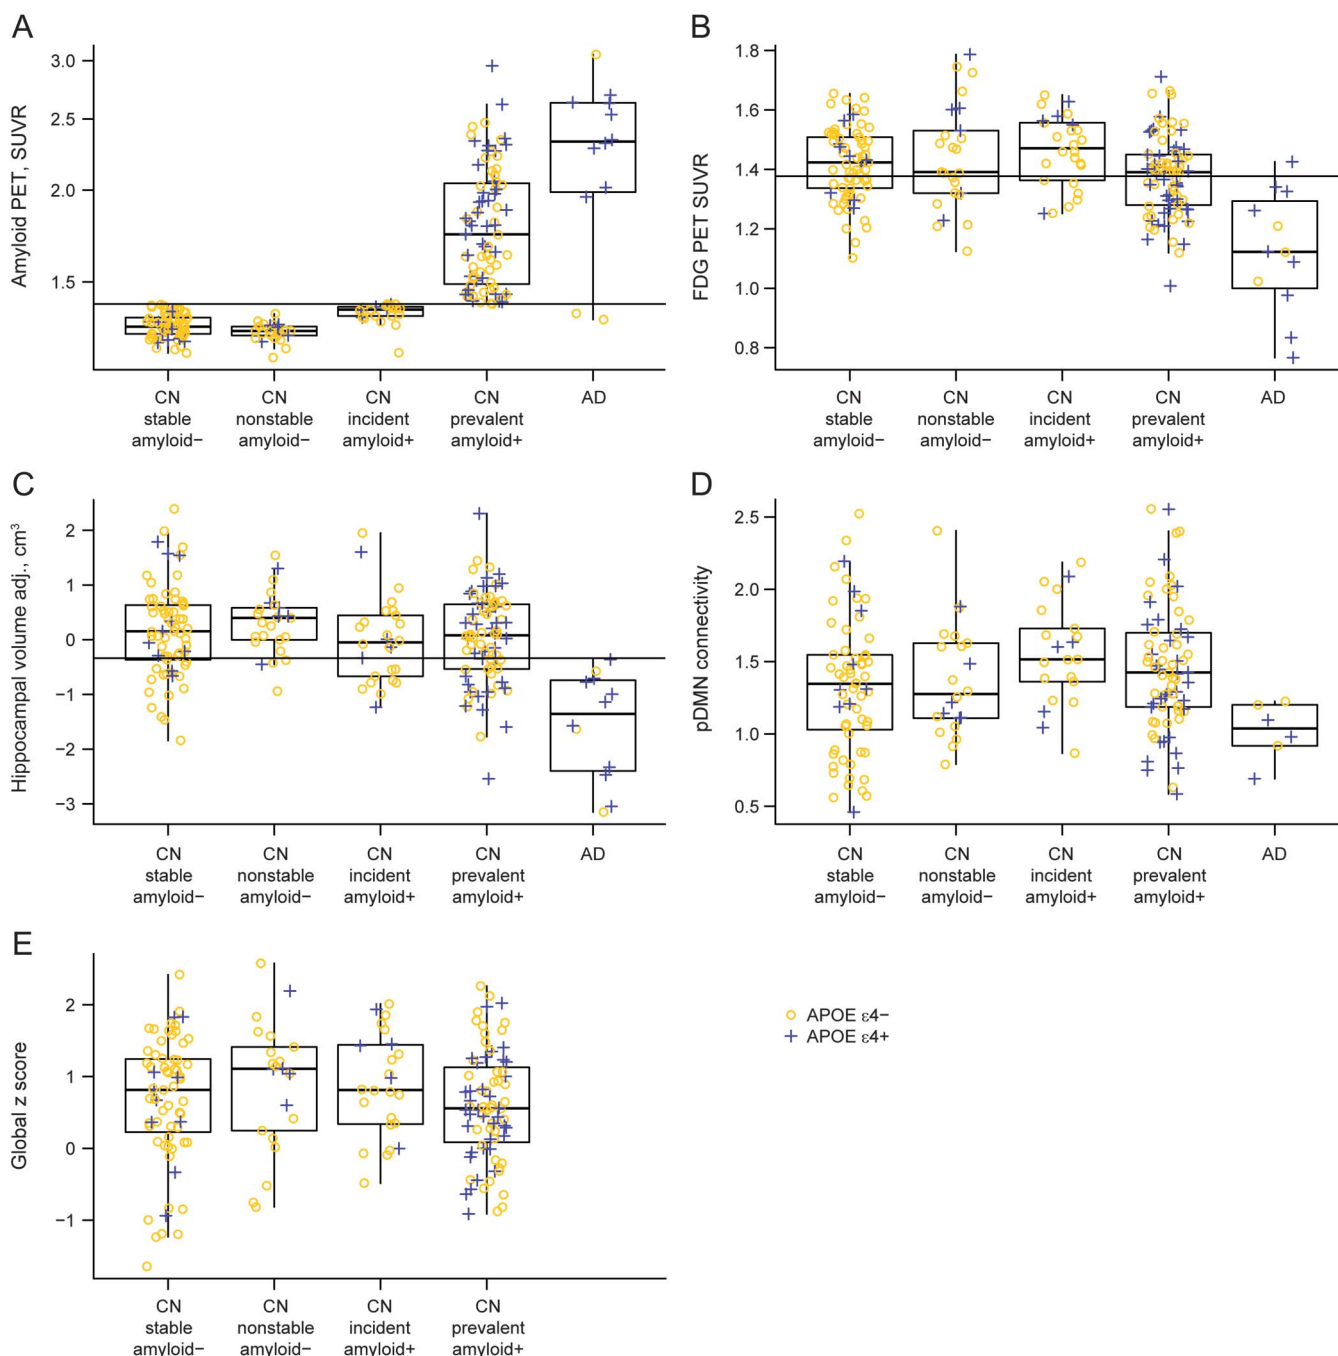 A
Amyloid PET, SUVR
3.0
2.5
2.0
1.5
CN CN CN CN AD
stable nonstable incident prevalent
amyloid− amyloid− amyloid+ amyloid+
B
FDG PET SUVR
1.8
1.6
1.4
1.2
1.0
0.8
CN CN CN CN AD
stable nonstable incident prevalent
amyloid− amyloid− amyloid+ amyloid+
C
Hippocampal volume adj., cm³
2
1
0
−1
−2
−3
CN CN CN CN AD
stable nonstable incident prevalent
amyloid− amyloid− amyloid+ amyloid+
D
pDMN connectivity
2.5
2.0
1.5
1.0
0.5
CN CN CN CN AD
stable nonstable incident prevalent
amyloid− amyloid− amyloid+ amyloid+
E
Global z score
2
1
0
−1
CN CN CN CN
stable nonstable incident prevalent
amyloid− amyloid− amyloid+ amyloid+
APOE ε4−
APOE ε4+